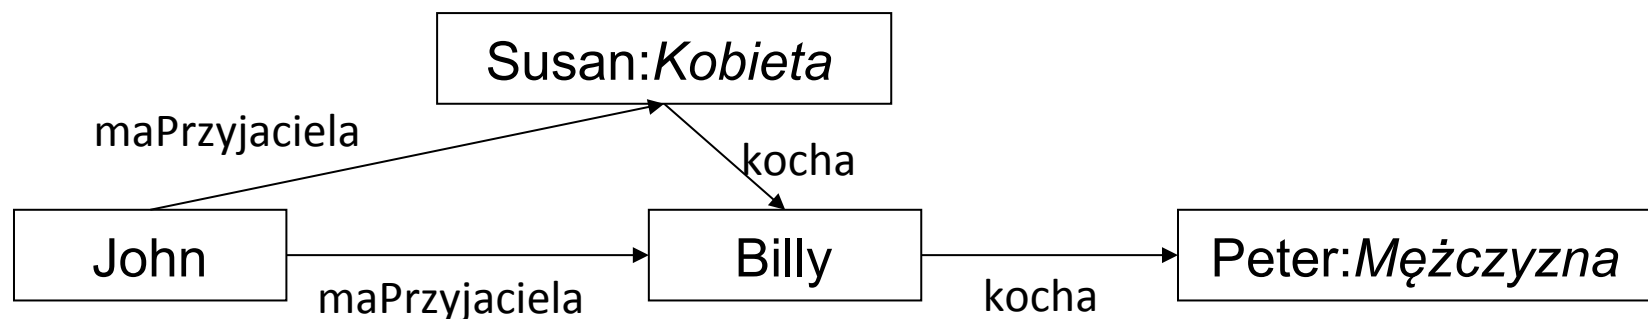 Susan:Kobieta
maPrzyjaciela
kocha
John
Billy
Peter:Mężczyzna
maPrzyjaciela
kocha